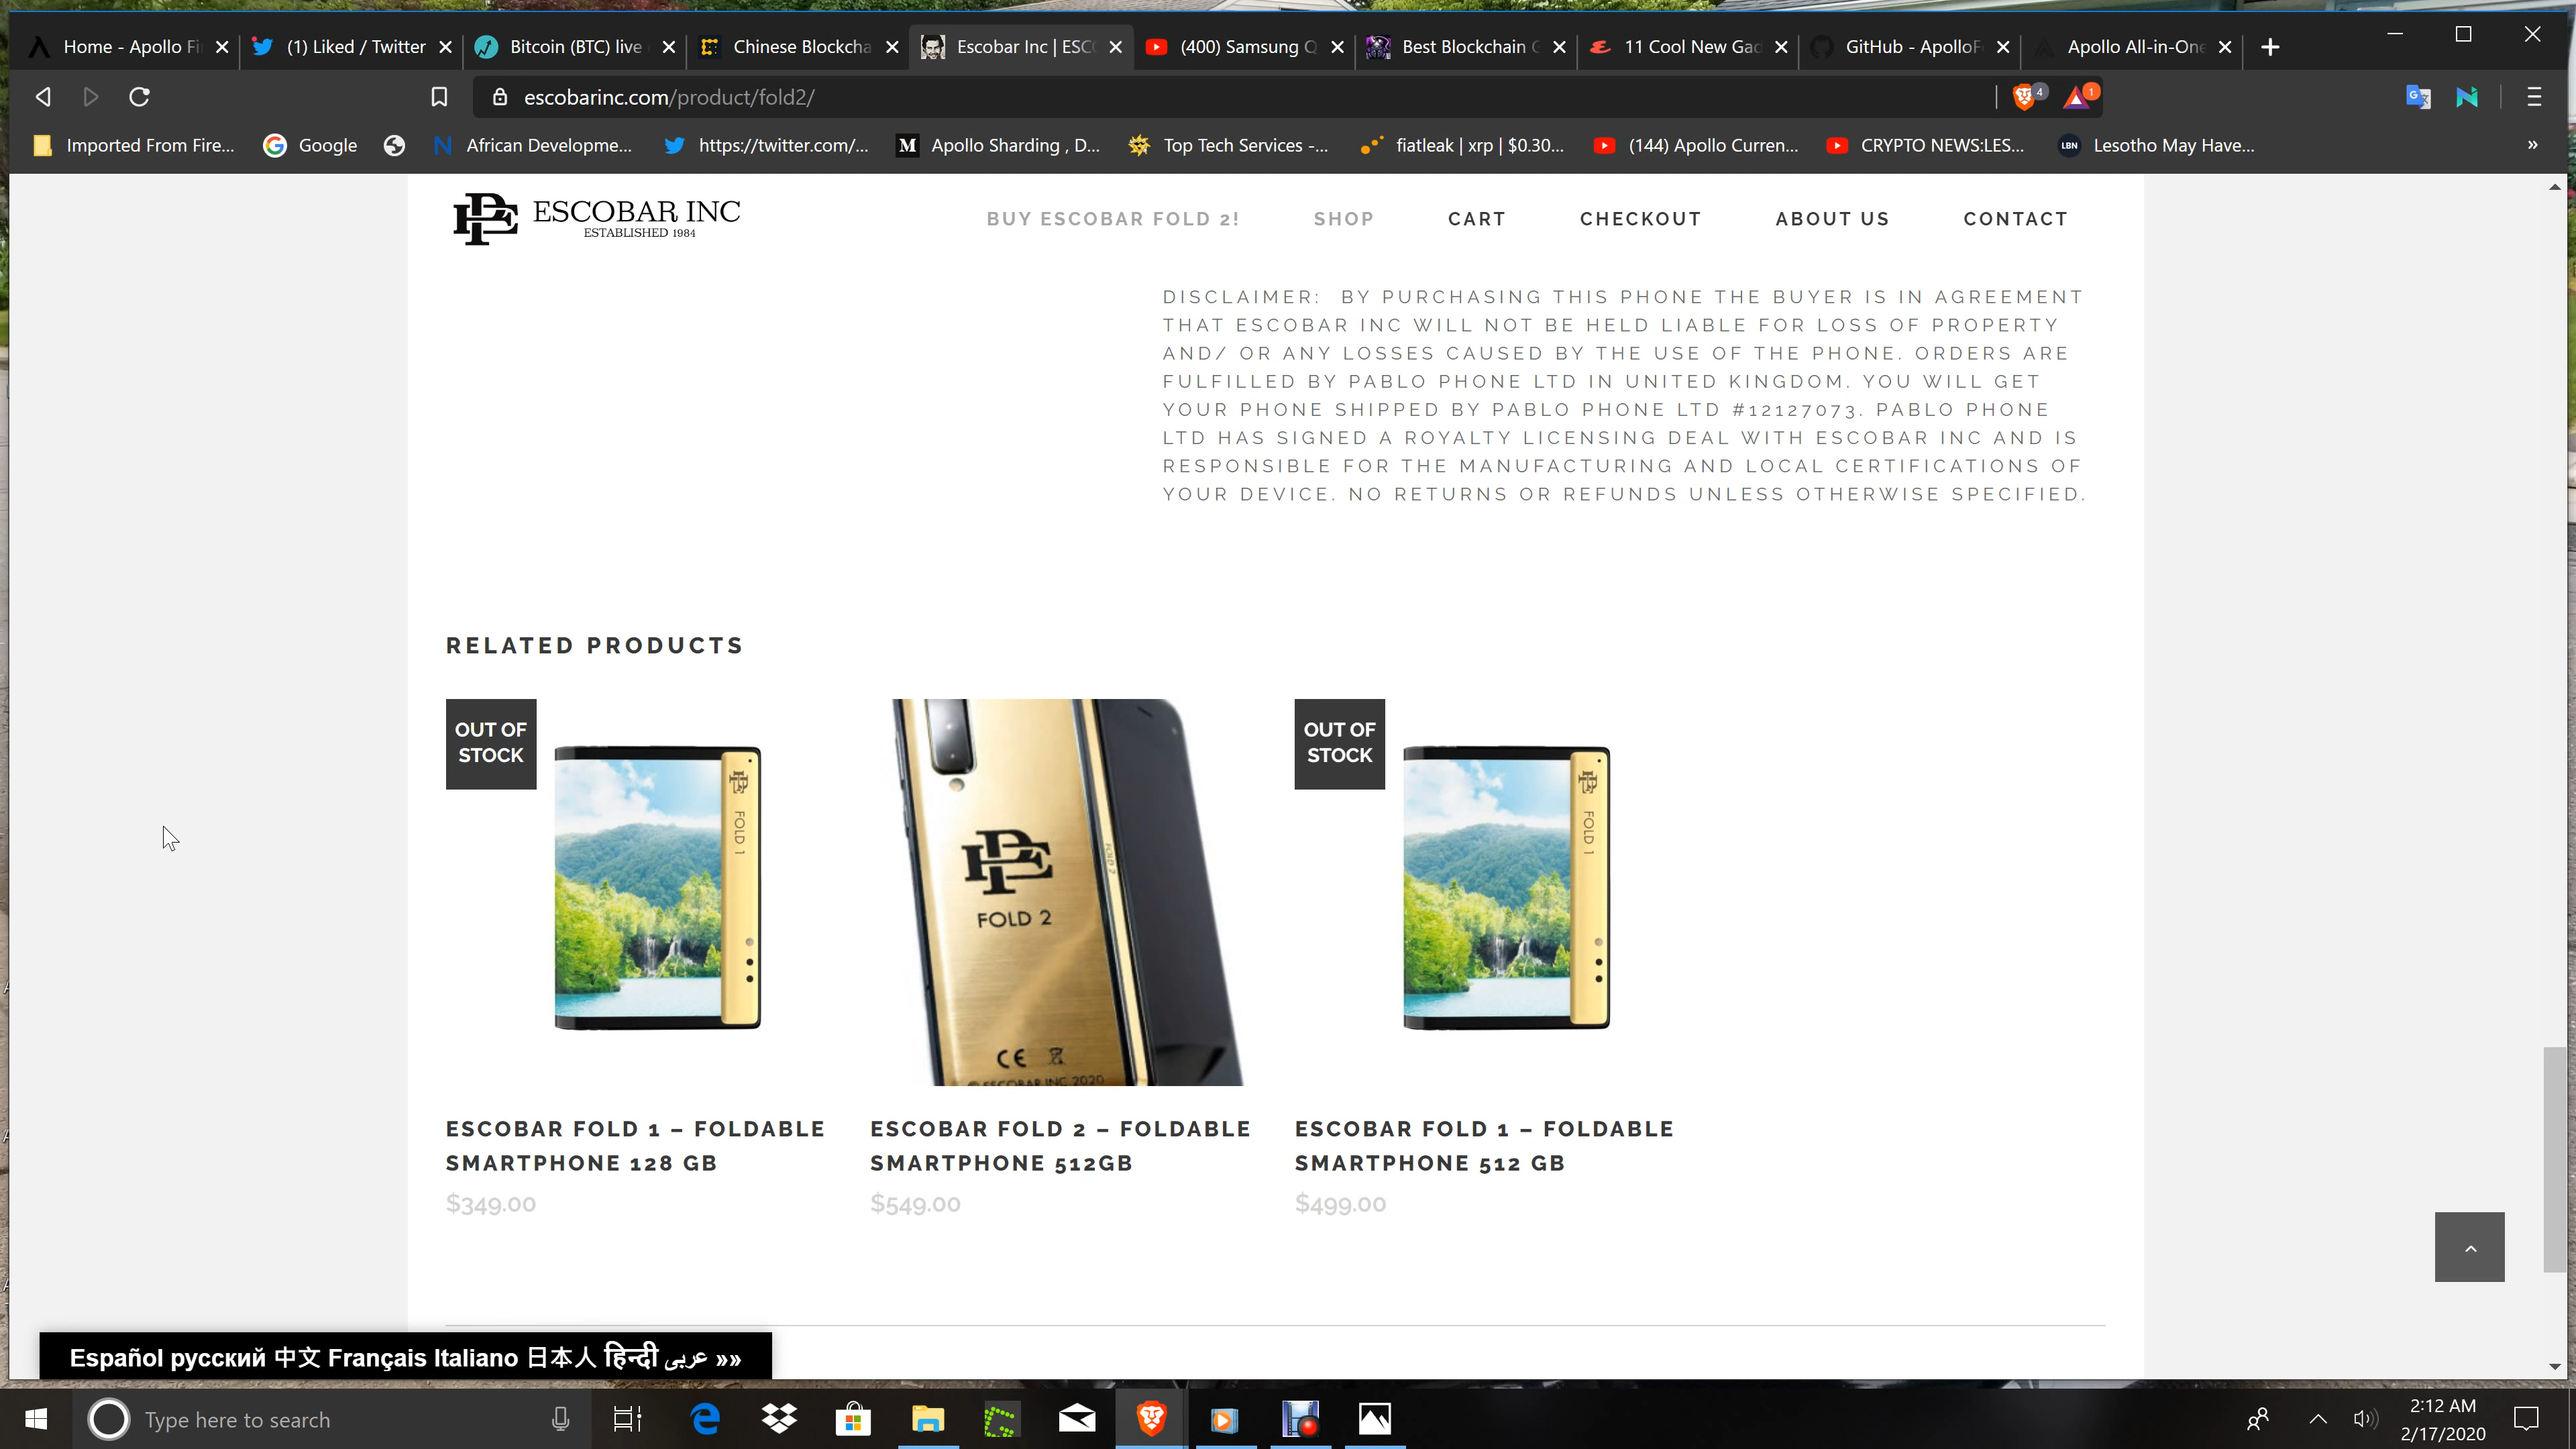 Home - Apollo Fi
(1) Liked / Twitter
Bitcoin (BTC) live
Chinese Blockcha
Escobar Inc | ESC
(400) Samsung Q
Best Blockchain
11 Cool New Gad
GitHub - ApolloF
Apollo All-in-One
escobarinc.com/product/fold2/
4
1
Imported From Fire...
Google
African Developme...
https://twitter.com/...
M
Apollo Sharding , D...
Top Tech Services -...
fiatleak | xrp | $0.30...
(144) Apollo Curren...
CRYPTO NEWS:LES...
LBN
Lesotho May Have...
»
ESCOBAR INC
ESTABLISHED 1984
BUY ESCOBAR FOLD 2!
SHOP
CART
CHECKOUT
ABOUT US
CONTACT
DISCLAIMER: BY PURCHASING THIS PHONE THE BUYER IS IN AGREEMENT
THAT ESCOBAR INC WILL NOT BE HELD LIABLE FOR LOSS OF PROPERTY
AND/ OR ANY LOSSES CAUSED BY THE USE OF THE PHONE. ORDERS ARE
FULFILLED BY PABLO PHONE LTD IN UNITED KINGDOM. YOU WILL GET
YOUR PHONE SHIPPED BY PABLO PHONE LTD #12127073. PABLO PHONE
LTD HAS SIGNED A ROYALTY LICENSING DEAL WITH ESCOBAR INC AND IS
RESPONSIBLE FOR THE MANUFACTURING AND LOCAL CERTIFICATIONS OF
YOUR DEVICE. NO RETURNS OR REFUNDS UNLESS OTHERWISE SPECIFIED.
RELATED PRODUCTS
OUT OF
STOCK
FOLD 1
FOLD 2
CE
© ESCOBAR INC 2020
OUT OF
STOCK
FOLD 1
ESCOBAR FOLD 1 – FOLDABLE
SMARTPHONE 128 GB
$349.00
ESCOBAR FOLD 2 – FOLDABLE
SMARTPHONE 512GB
$549.00
ESCOBAR FOLD 1 – FOLDABLE
SMARTPHONE 512 GB
$499.00
Español русский 中文 Français Italiano 日本人 हिन्दी عربى »»
Type here to search
2:12 AM
2/17/2020